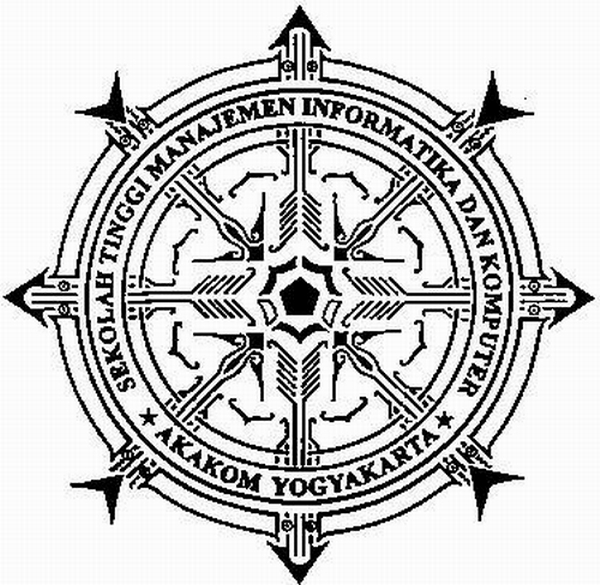 SEKOLAH TINGGI MANAJEMEN INFORMATIKA DAN KOMPUTER
AKAKOM YOGYAKARTA